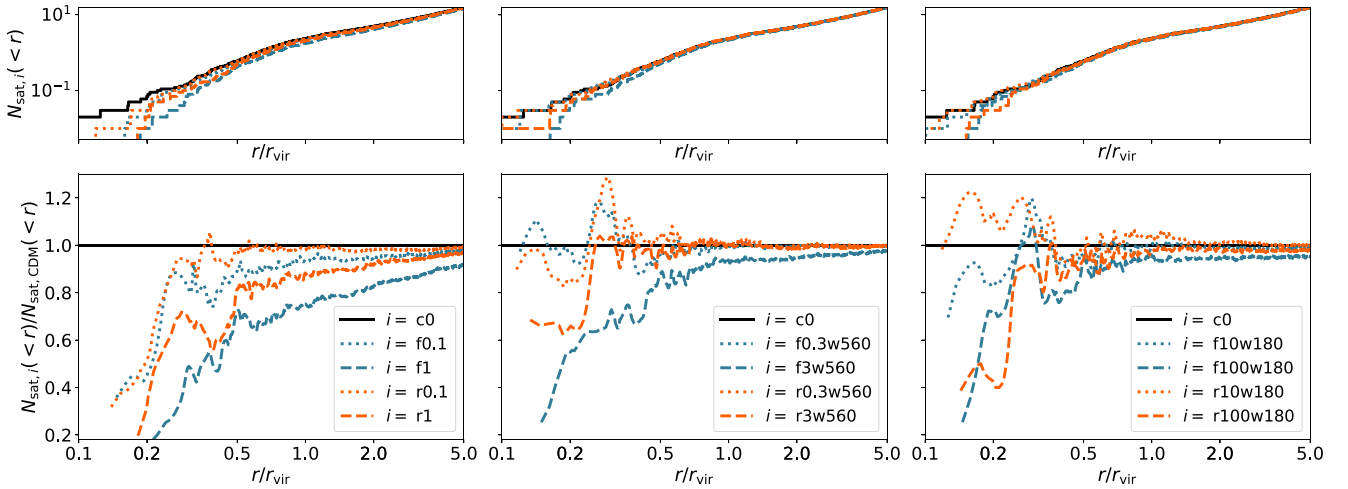 10¹
10⁻¹
N_sat, i(< r)
r/r_vir
r/r_vir
r/r_vir
1.2
1.0
0.8
0.6
0.4
0.2
N_sat, i(< r)/N_sat, CDM(< r)
i = c0
i = f0.1
i = f1
i = r0.1
i = r1
i = c0
i = f0.3w560
i = f3w560
i = r0.3w560
i = r3w560
i = c0
i = f10w180
i = f100w180
i = r10w180
i = r100w180
0.1 0.2 0.5 1.0 2.0 5.0
0.1 0.2 0.5 1.0 2.0 5.0
0.1 0.2 0.5 1.0 2.0 5.0
r/r_vir
r/r_vir
r/r_vir